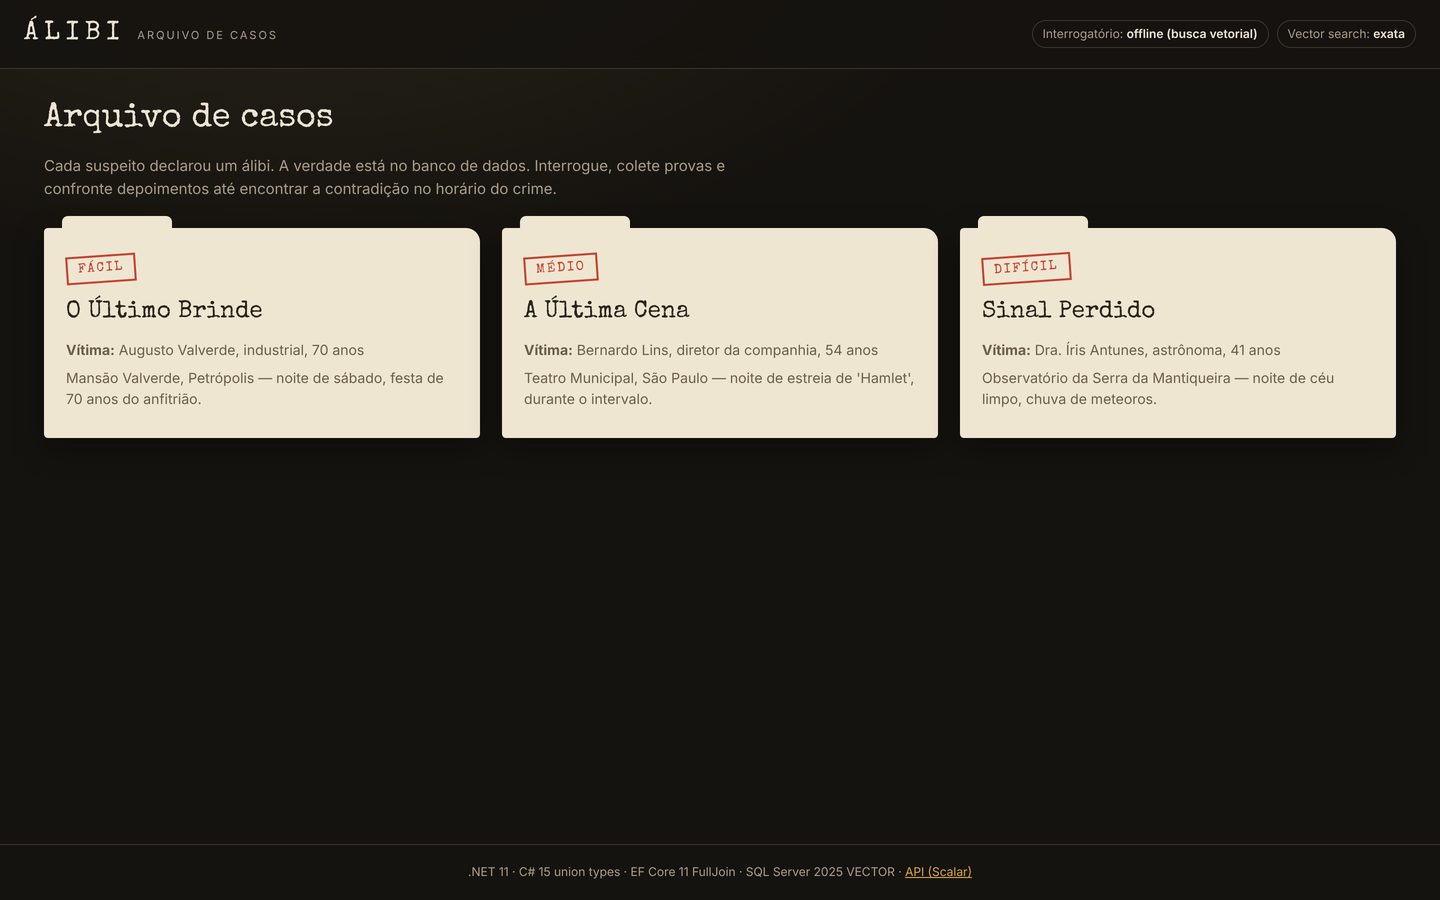 ÁLIBI ARQUIVO DE CASOS
Interrogatório: offline (busca vetorial)
Vector search: exata
Arquivo de casos
Cada suspeito declarou um álibi. A verdade está no banco de dados. Interrogue, colete provas e
confronte depoimentos até encontrar a contradição no horário do crime.
FÁCIL
O Último Brinde
Vítima: Augusto Valverde, industrial, 70 anos
Mansão Valverde, Petrópolis — noite de sábado, festa de
70 anos do anfitrião.
MÉDIO
A Última Cena
Vítima: Bernardo Lins, diretor da companhia, 54 anos
Teatro Municipal, São Paulo — noite de estreia de 'Hamlet',
durante o intervalo.
DIFÍCIL
Sinal Perdido
Vítima: Dra. Íris Antunes, astrônoma, 41 anos
Observatório da Serra da Mantiqueira — noite de céu
limpo, chuva de meteoros.
.NET 11 · C# 15 union types · EF Core 11 FullJoin · SQL Server 2025 VECTOR · API (Scalar)